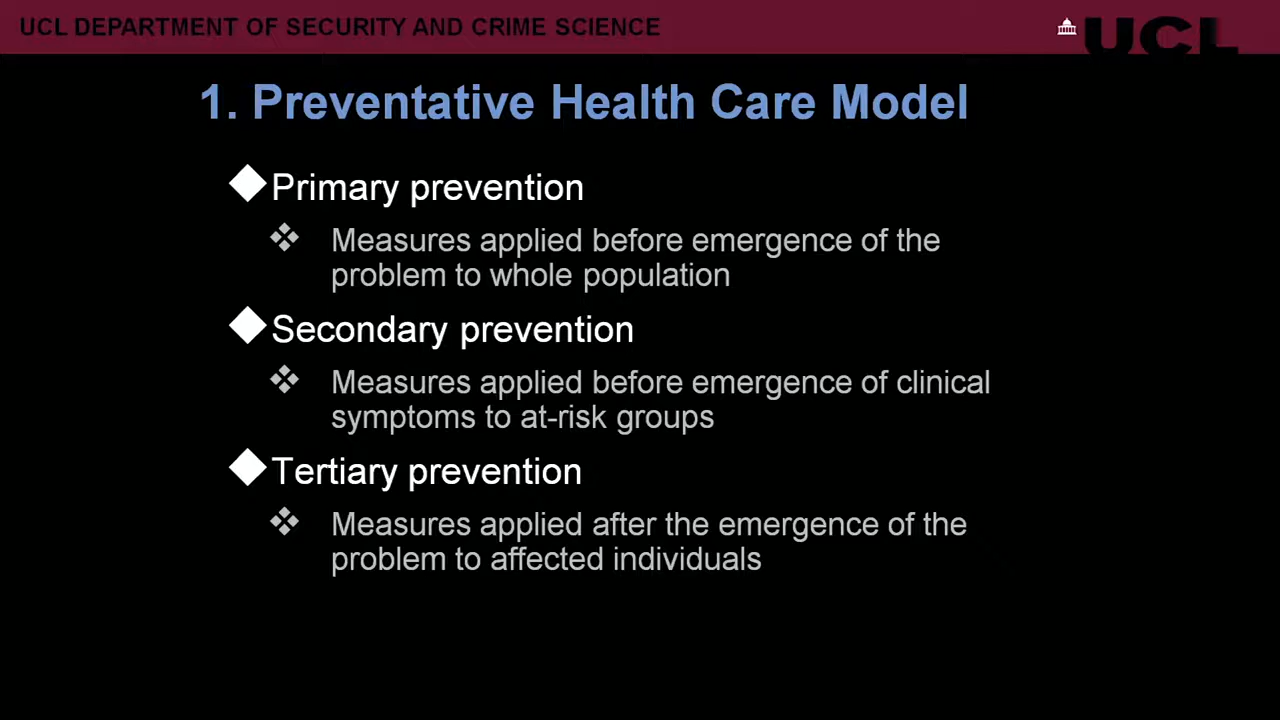 UCL DEPARTMENT OF SECURITY AND CRIME SCIENCE
UCL
1. Preventative Health Care Model
Primary prevention
Measures applied before emergence of the
problem to whole population
Secondary prevention
Measures applied before emergence of clinical
symptoms to at-risk groups
Tertiary prevention
Measures applied after the emergence of the
problem to affected individuals